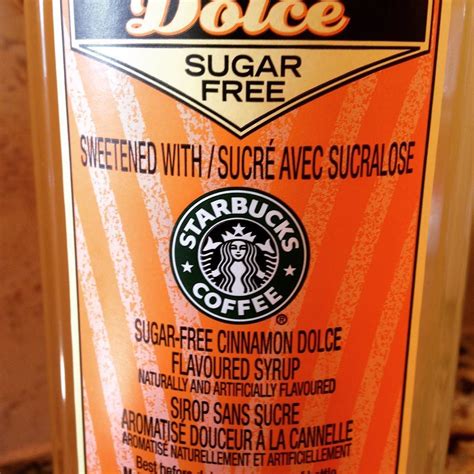 Dolce
SUGAR
FREE
SWEETENED WITH / SUCRÉ AVEC SUCRALOSE
STARBUCKS
COFFEE
®
SUGAR-FREE CINNAMON DOLCE
FLAVOURED SYRUP
NATURALLY AND ARTIFICIALLY FLAVOURED
SIROP SANS SUCRE
AROMATISÉ DOUCEUR À LA CANNELLE
AROMATISÉ NATURELLEMENT ET ARTIFICIELLEMENT
Best before